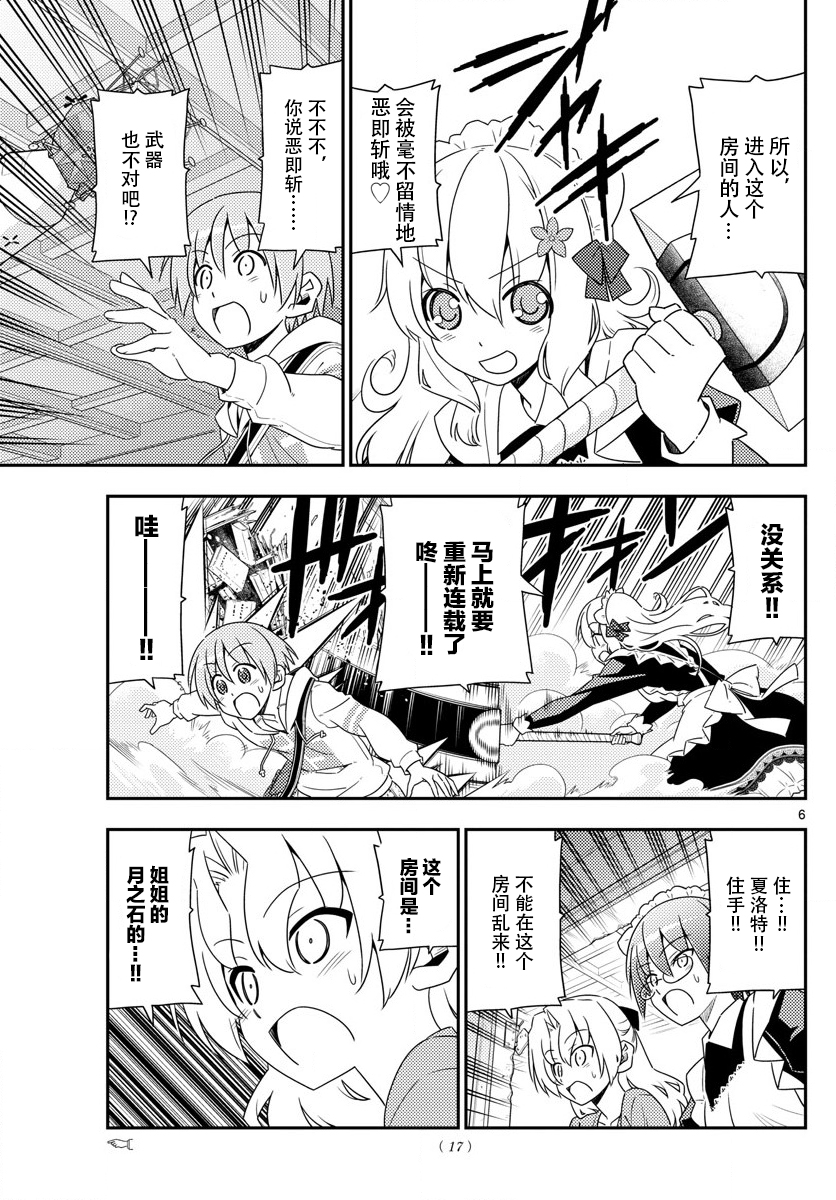 所以,
进入这个
房间的人…
会被毫不留情地
恶即斩哦♡
不不不,
你说恶即斩……
武器
也不对吧!?
没关系!!
ドカーン
马上就要
重新连载了
咚——!!
哇
——!!
6
住…!!
夏洛特!!
住手!!
不能在这个
房间乱来!!
这个
房间是…
姐姐的
月之石的…!!
(17)